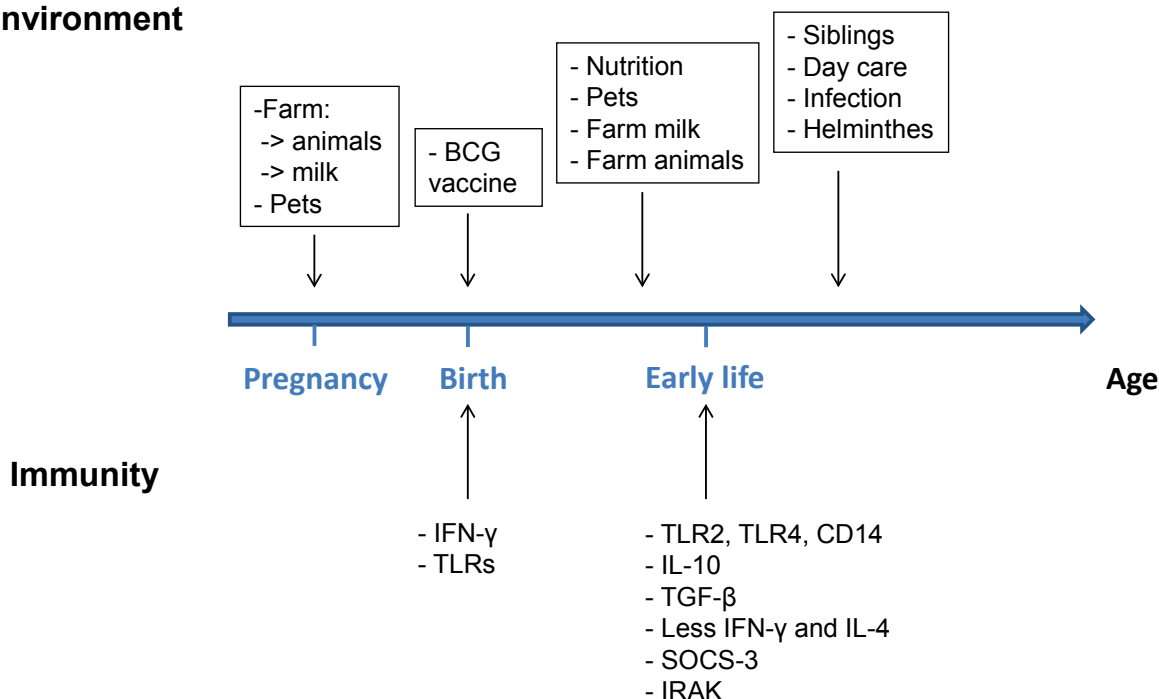 nvironment
-Farm:
-> animals
-> milk
- Pets
- BCG
vaccine
- Nutrition
- Pets
- Farm milk
- Farm animals
- Siblings
- Day care
- Infection
- Helminthes
Pregnancy
Birth
Early life
Age
Immunity
- IFN-γ
- TLRs
- TLR2, TLR4, CD14
- IL-10
- TGF-β
- Less IFN-γ and IL-4
- SOCS-3
- IRAK